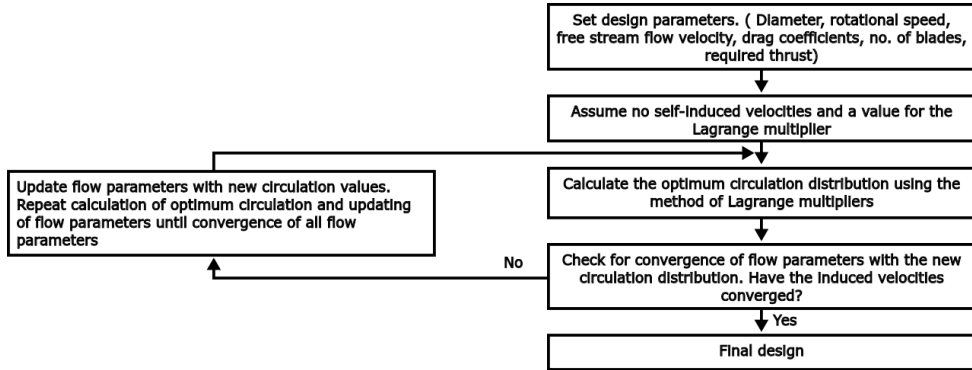 Set design parameters. ( Diameter, rotational speed,
free stream flow velocity, drag coefficients, no. of blades,
required thrust)
Assume no self-induced velocities and a value for the
Lagrange multiplier
Update flow parameters with new circulation values.
Repeat calculation of optimum circulation and updating
of flow parameters until convergence of all flow
parameters
Calculate the optimum circulation distribution using the
method of Lagrange multipliers
No
Check for convergence of flow parameters with the new
circulation distribution. Have the induced velocities
converged?
Yes
Final design